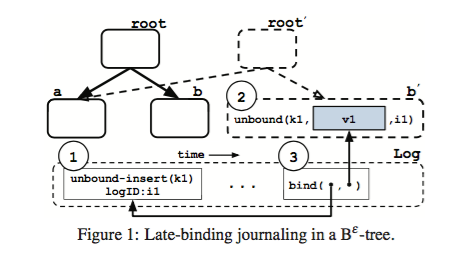 root
root′
a
b
b′
2
unbound(k1,
v1
,i1)
1
time
3
Log
unbound-insert(k1)
logID:i1
...
bind( , )
Figure 1: Late-binding journaling in a Bᵋ-tree.